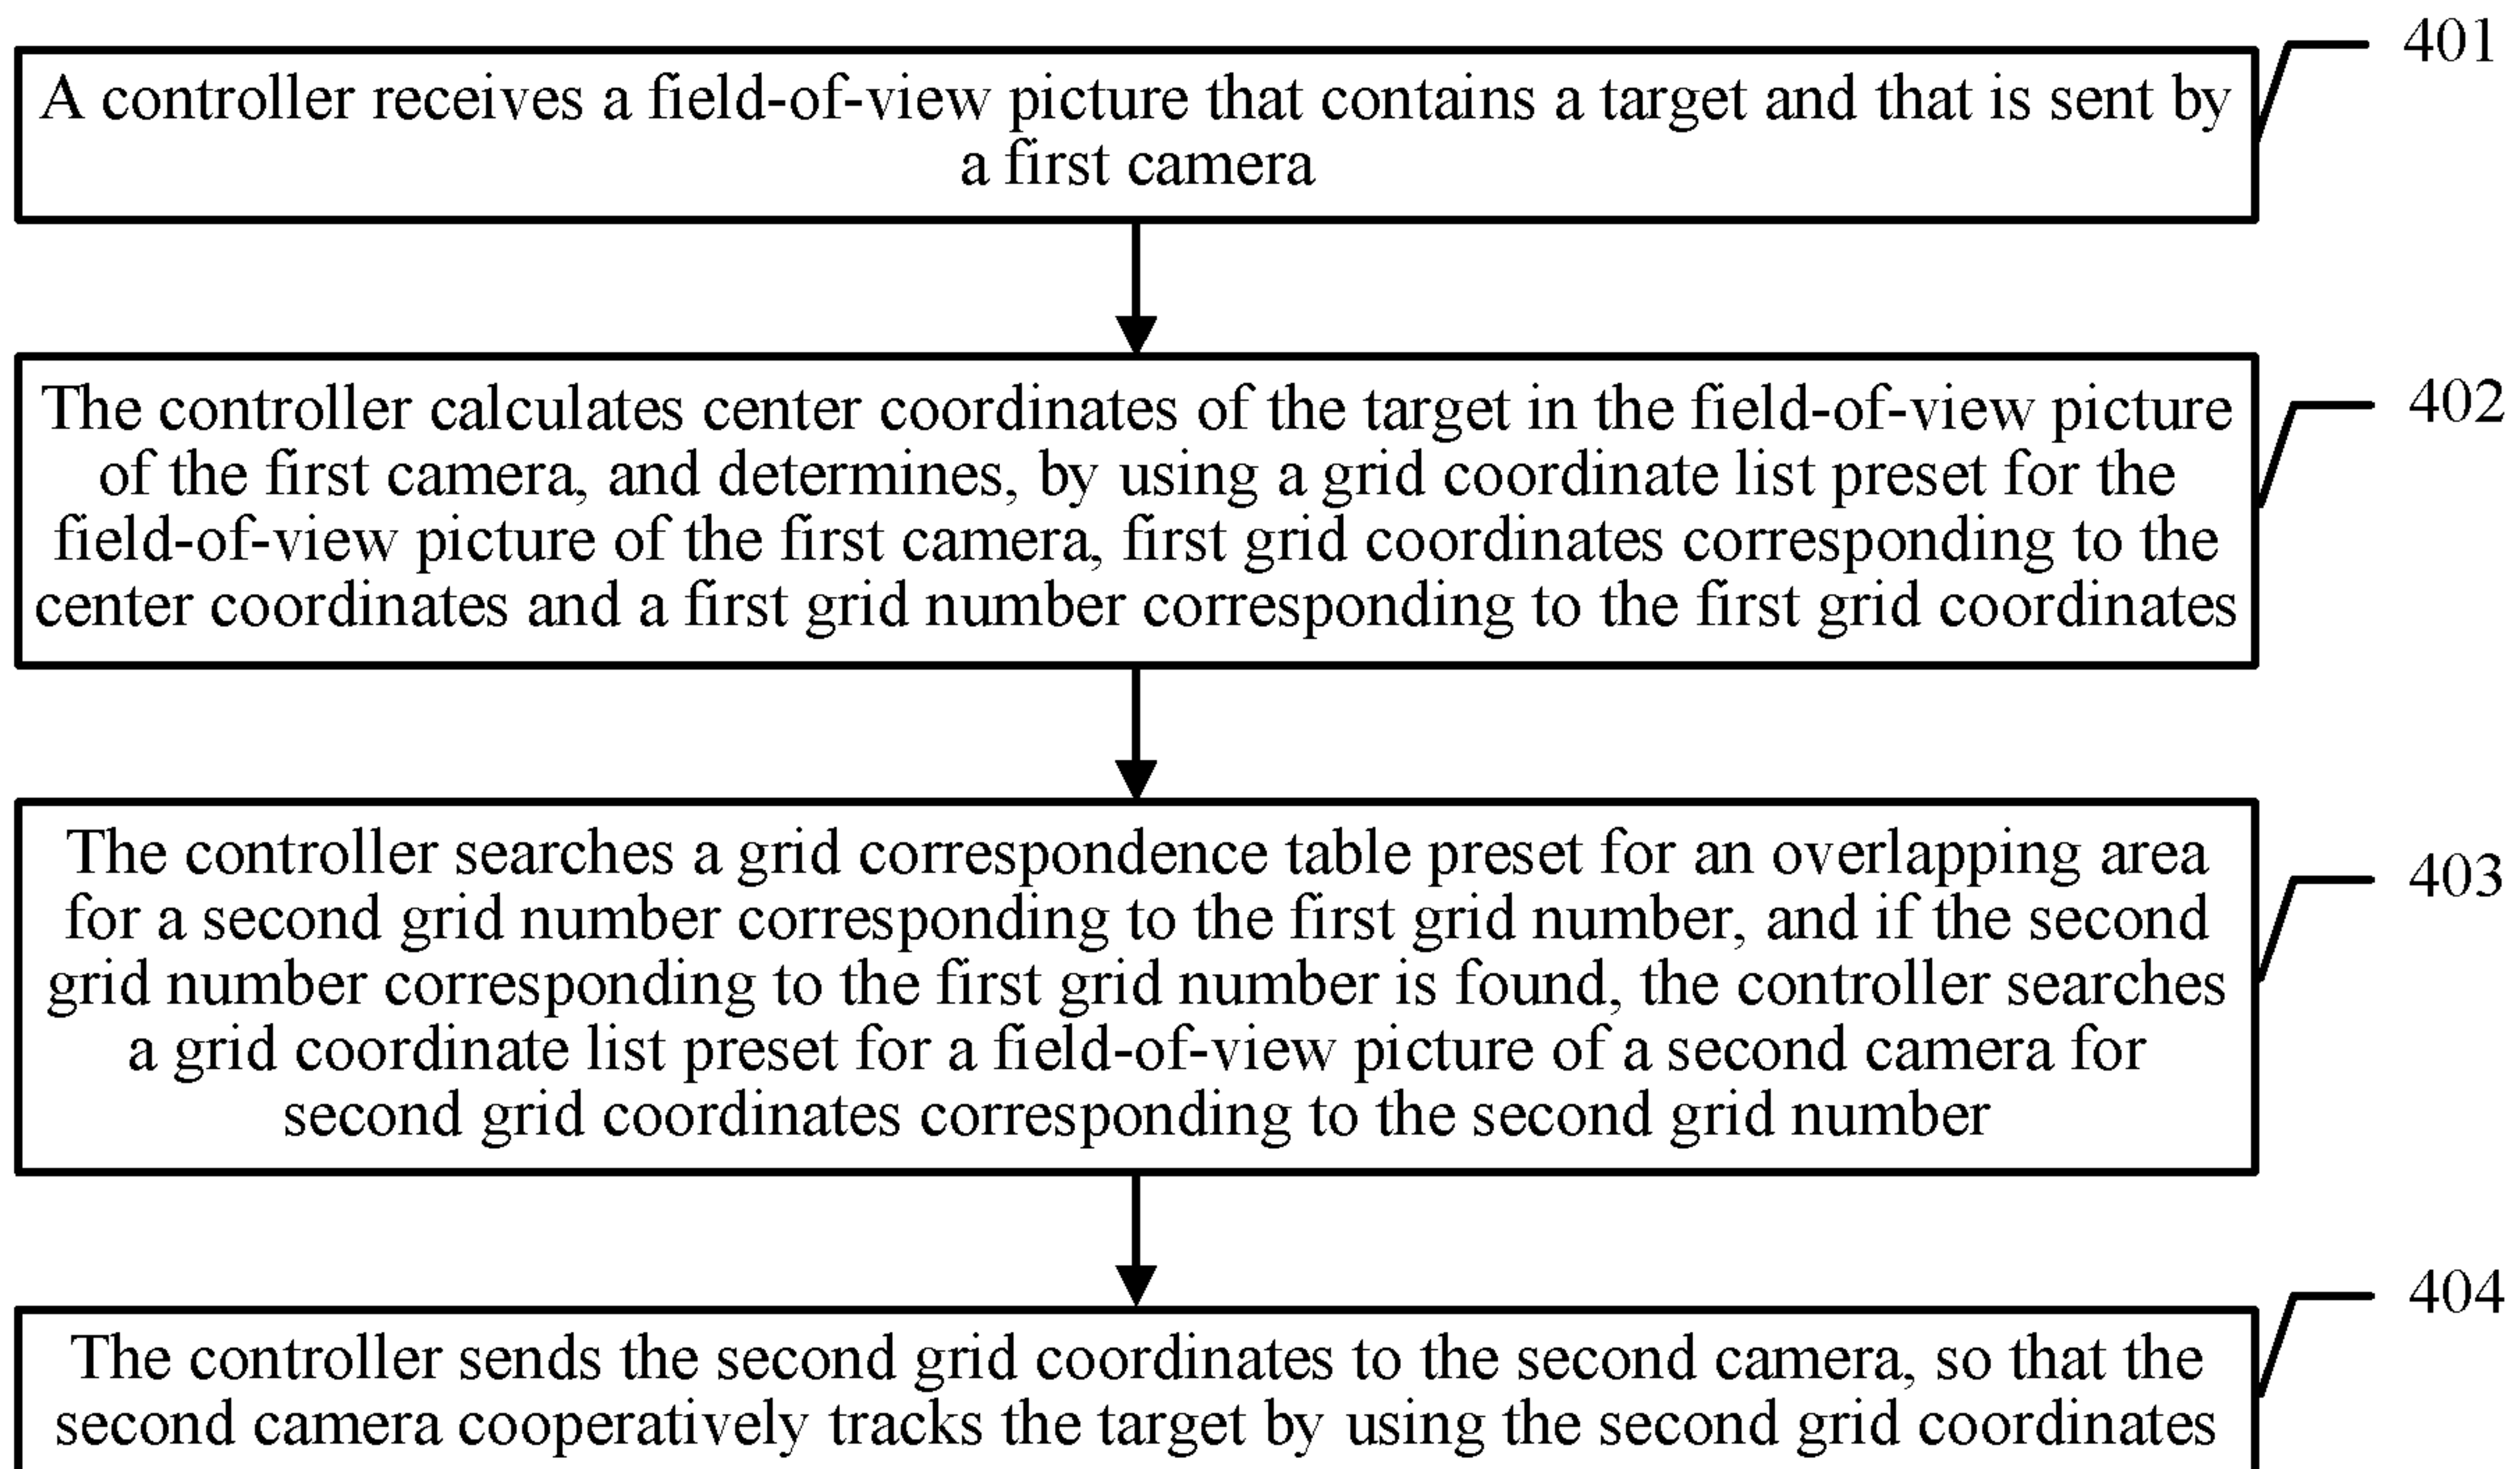 401
A controller receives a field-of-view picture that contains a target and that is sent by
a first camera
402
The controller calculates center coordinates of the target in the field-of-view picture
of the first camera, and determines, by using a grid coordinate list preset for the
field-of-view picture of the first camera, first grid coordinates corresponding to the
center coordinates and a first grid number corresponding to the first grid coordinates
403
The controller searches a grid correspondence table preset for an overlapping area
for a second grid number corresponding to the first grid number, and if the second
grid number corresponding to the first grid number is found, the controller searches
a grid coordinate list preset for a field-of-view picture of a second camera for
second grid coordinates corresponding to the second grid number
404
The controller sends the second grid coordinates to the second camera, so that the
second camera cooperatively tracks the target by using the second grid coordinates